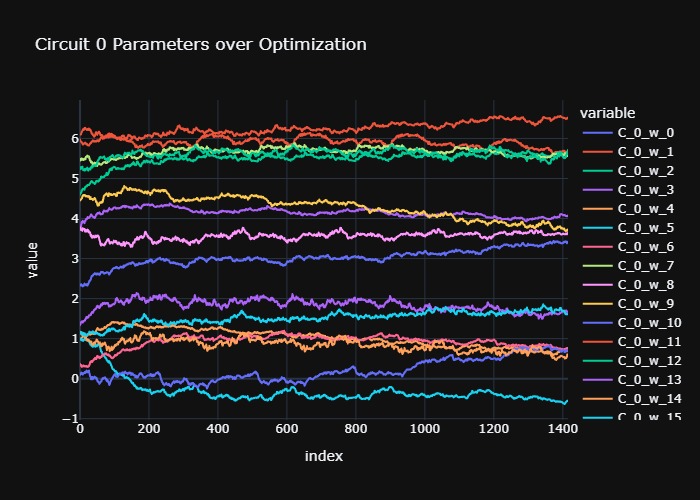 Circuit 0 Parameters over Optimization
variable
C_0_w_0
C_0_w_1
C_0_w_2
C_0_w_3
C_0_w_4
C_0_w_5
C_0_w_6
C_0_w_7
C_0_w_8
C_0_w_9
C_0_w_10
C_0_w_11
C_0_w_12
C_0_w_13
C_0_w_14
C_0_w_15
value
6
5
4
3
2
1
0
−1
0
200
400
600
800
1000
1200
1400
index